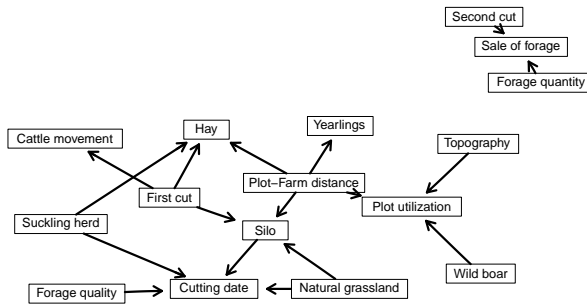 Second cut
Sale of forage
Forage quantity
Hay
Yearlings
Cattle movement
Topography
Plot–Farm distance
First cut
Plot utilization
Suckling herd
Silo
Wild boar
Forage quality
Cutting date
Natural grassland